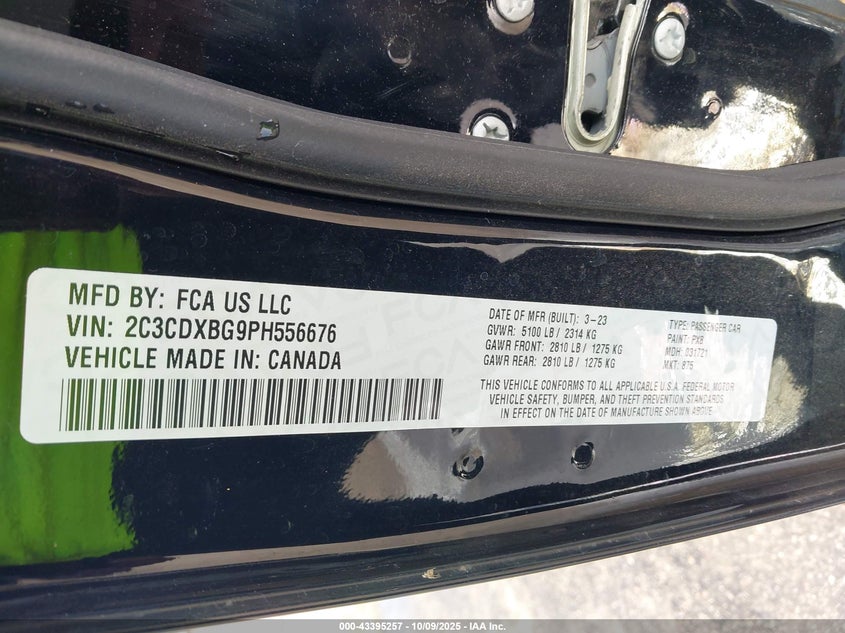 MFD BY: FCA US LLC
VIN: 2C3CDXBG9PH556676
VEHICLE MADE IN: CANADA
DATE OF MFR (BUILT): 3-23
GVWR: 5100 LB / 2314 KG
GAWR FRONT: 2810 LB / 1275 KG
GAWR REAR: 2810 LB / 1275 KG
TYPE: PASSENGER CAR
PAINT: PX8
MDH: 031721
MKT: 875
THIS VEHICLE CONFORMS TO ALL APPLICABLE U.S.A. FEDERAL MOTOR
VEHICLE SAFETY, BUMPER, AND THEFT PREVENTION STANDARDS
IN EFFECT ON THE DATE OF MANUFACTURE SHOWN ABOVE
000-43395257 - 10/09/2025 - IAA Inc.